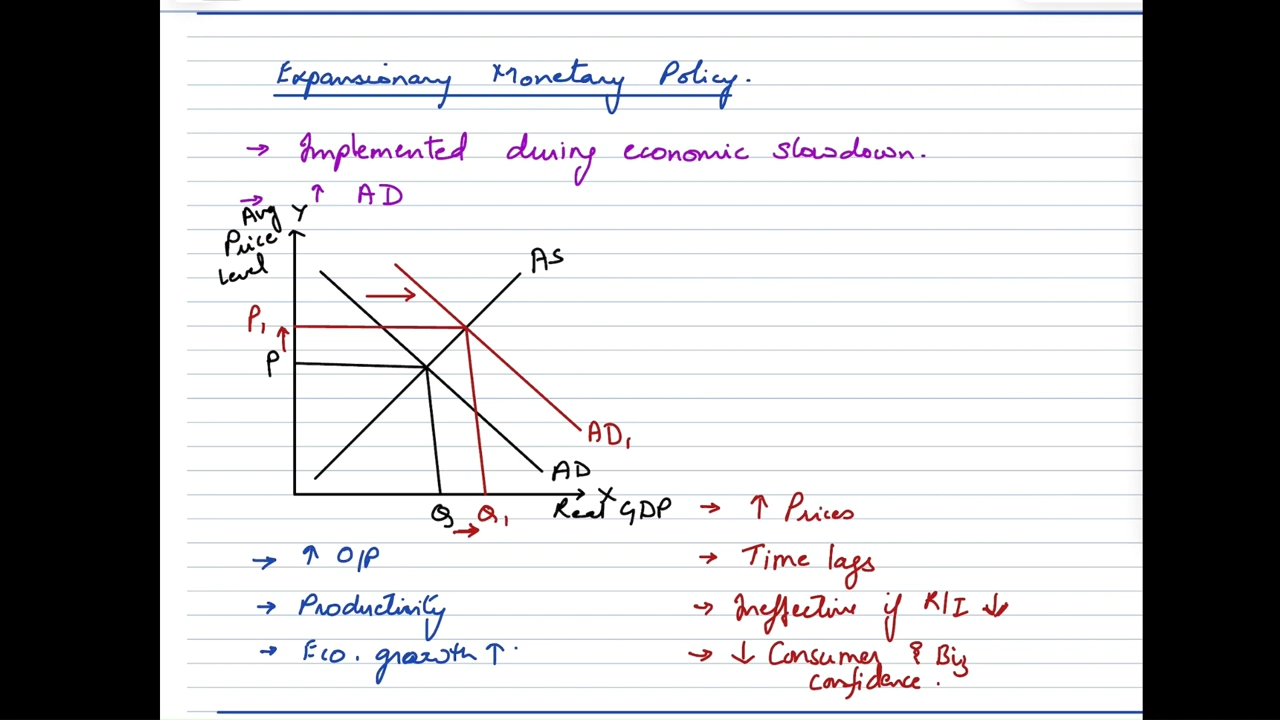 Expansionary Monetary Policy.
→ Implemented during economic slowdown.
→ ↑ AD
Avg Y
Price
Level
AS
P₁ ↑
P
AD₁
AD
X
Q → Q₁
Real GDP
→ ↑ O/P
→ Productivity
→ Eco. growth ↑
→ ↑ Prices
→ Time lags
→ Ineffective if R/I ↓
→ ↓ Consumer & Biz
confidence.